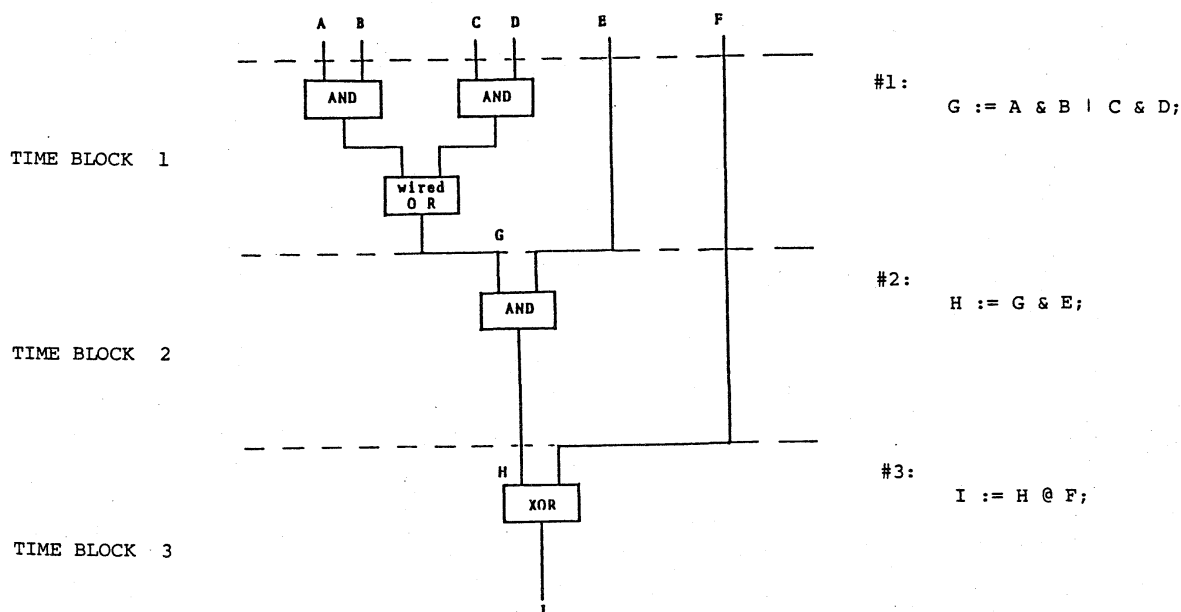 A B C D E F
AND AND
#1:
G := A & B | C & D;
TIME BLOCK 1
wired
O R
G
#2:
AND
H := G & E;
TIME BLOCK 2
H
#3:
XOR
I := H @ F;
TIME BLOCK 3
I